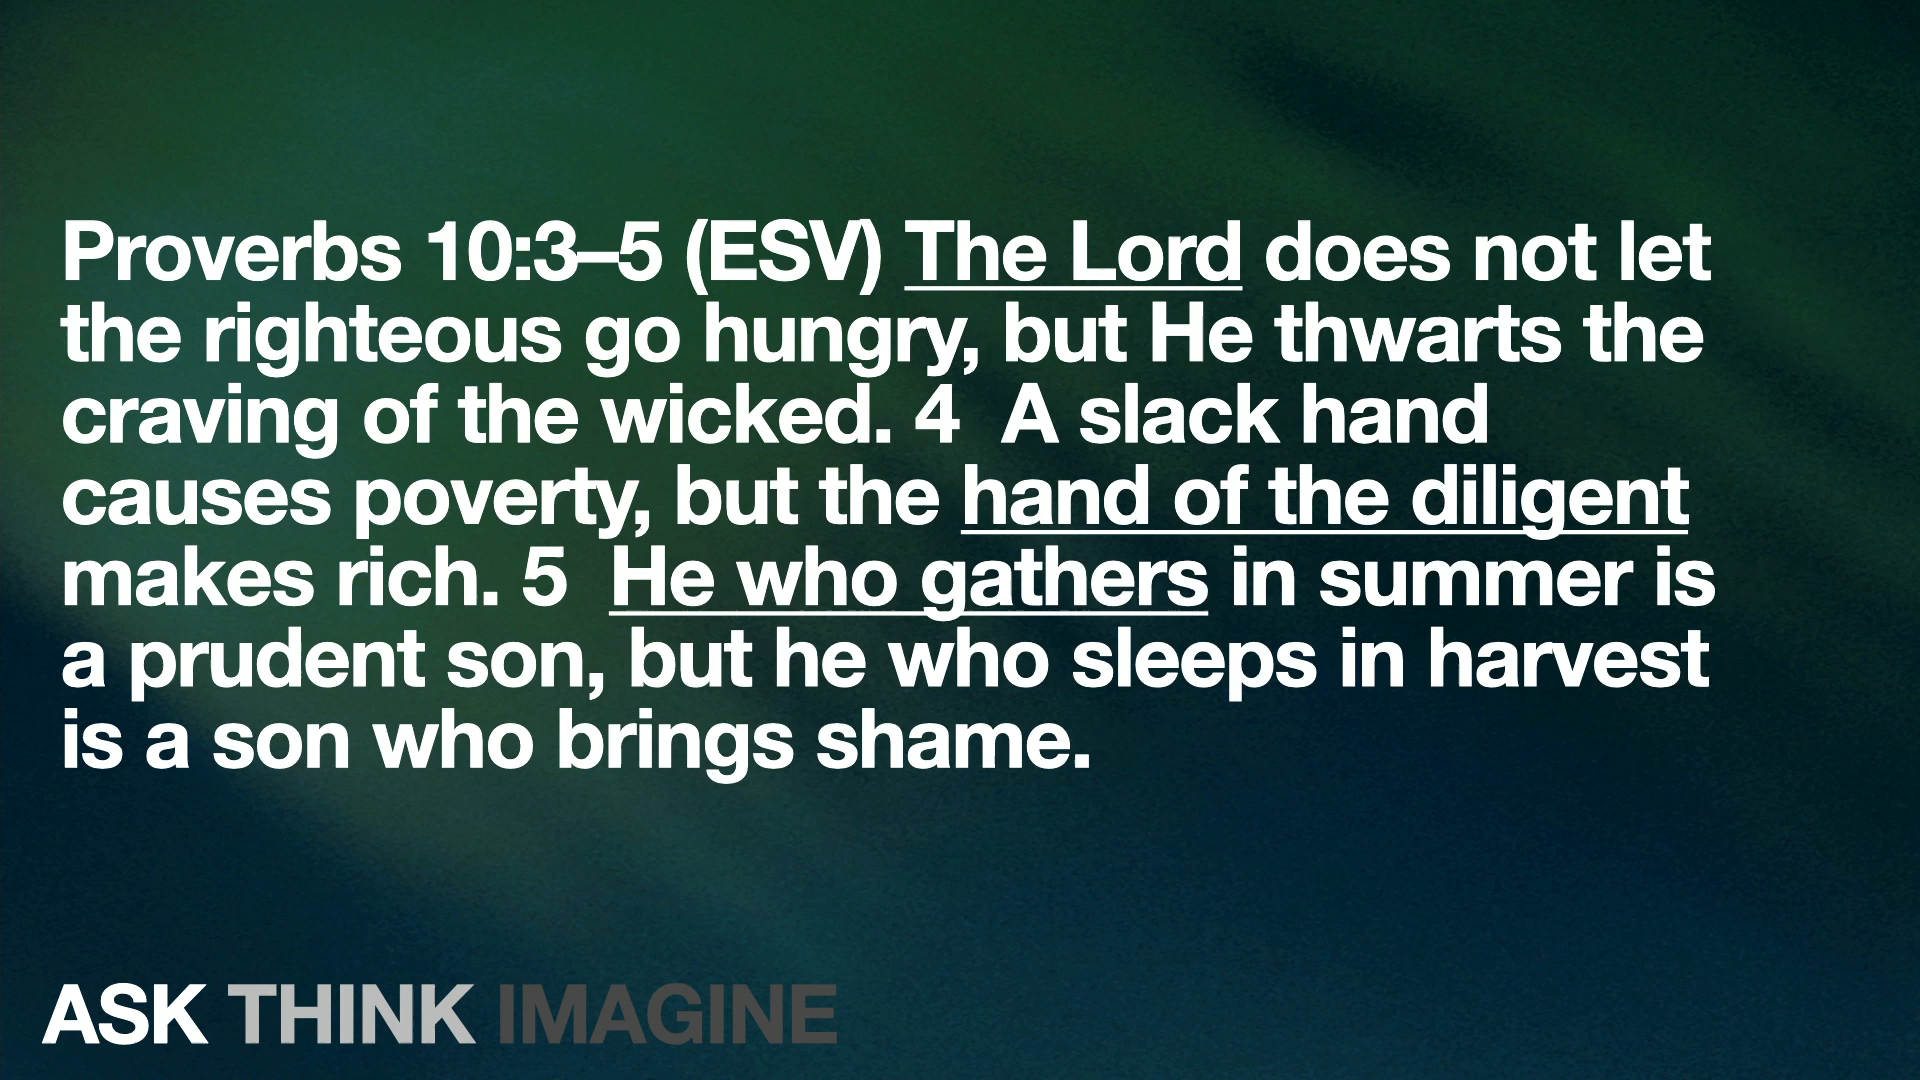 Proverbs 10:3–5 (ESV) The Lord does not let
the righteous go hungry, but He thwarts the
craving of the wicked. 4  A slack hand
causes poverty, but the hand of the diligent
makes rich. 5  He who gathers in summer is
a prudent son, but he who sleeps in harvest
is a son who brings shame.
ASK THINK IMAGINE